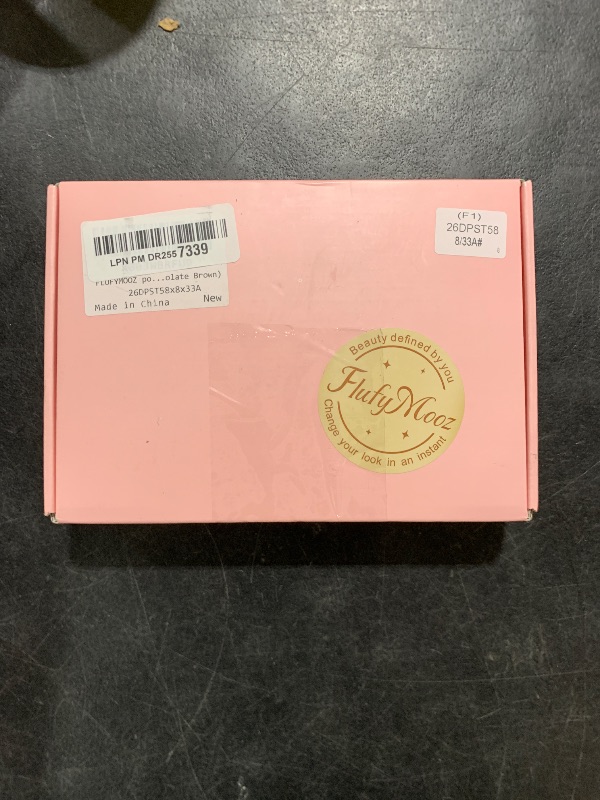 LPN PM DR2557339
FLUFYMOOZ po...olate Brown)
26DPST58x8x33A
Made in China New
(F1)
26DPST58
8/33A#
Beauty defined by you
FlufyMooz
Change your look in an instant